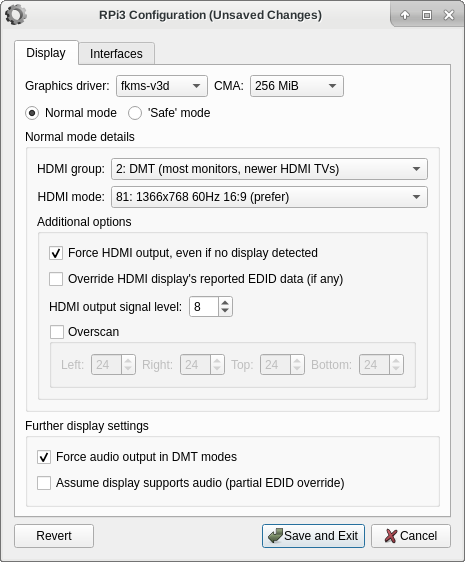 RPi3 Configuration (Unsaved Changes)
Display Interfaces
Graphics driver: fkms-v3d CMA: 256 MiB
Normal mode 'Safe' mode
Normal mode details
HDMI group: 2: DMT (most monitors, newer HDMI TVs)
HDMI mode: 81: 1366x768 60Hz 16:9 (prefer)
Additional options
Force HDMI output, even if no display detected
Override HDMI display's reported EDID data (if any)
HDMI output signal level: 8
Overscan
Left: 24 Right: 24 Top: 24 Bottom: 24
Further display settings
Force audio output in DMT modes
Assume display supports audio (partial EDID override)
Revert Save and Exit Cancel